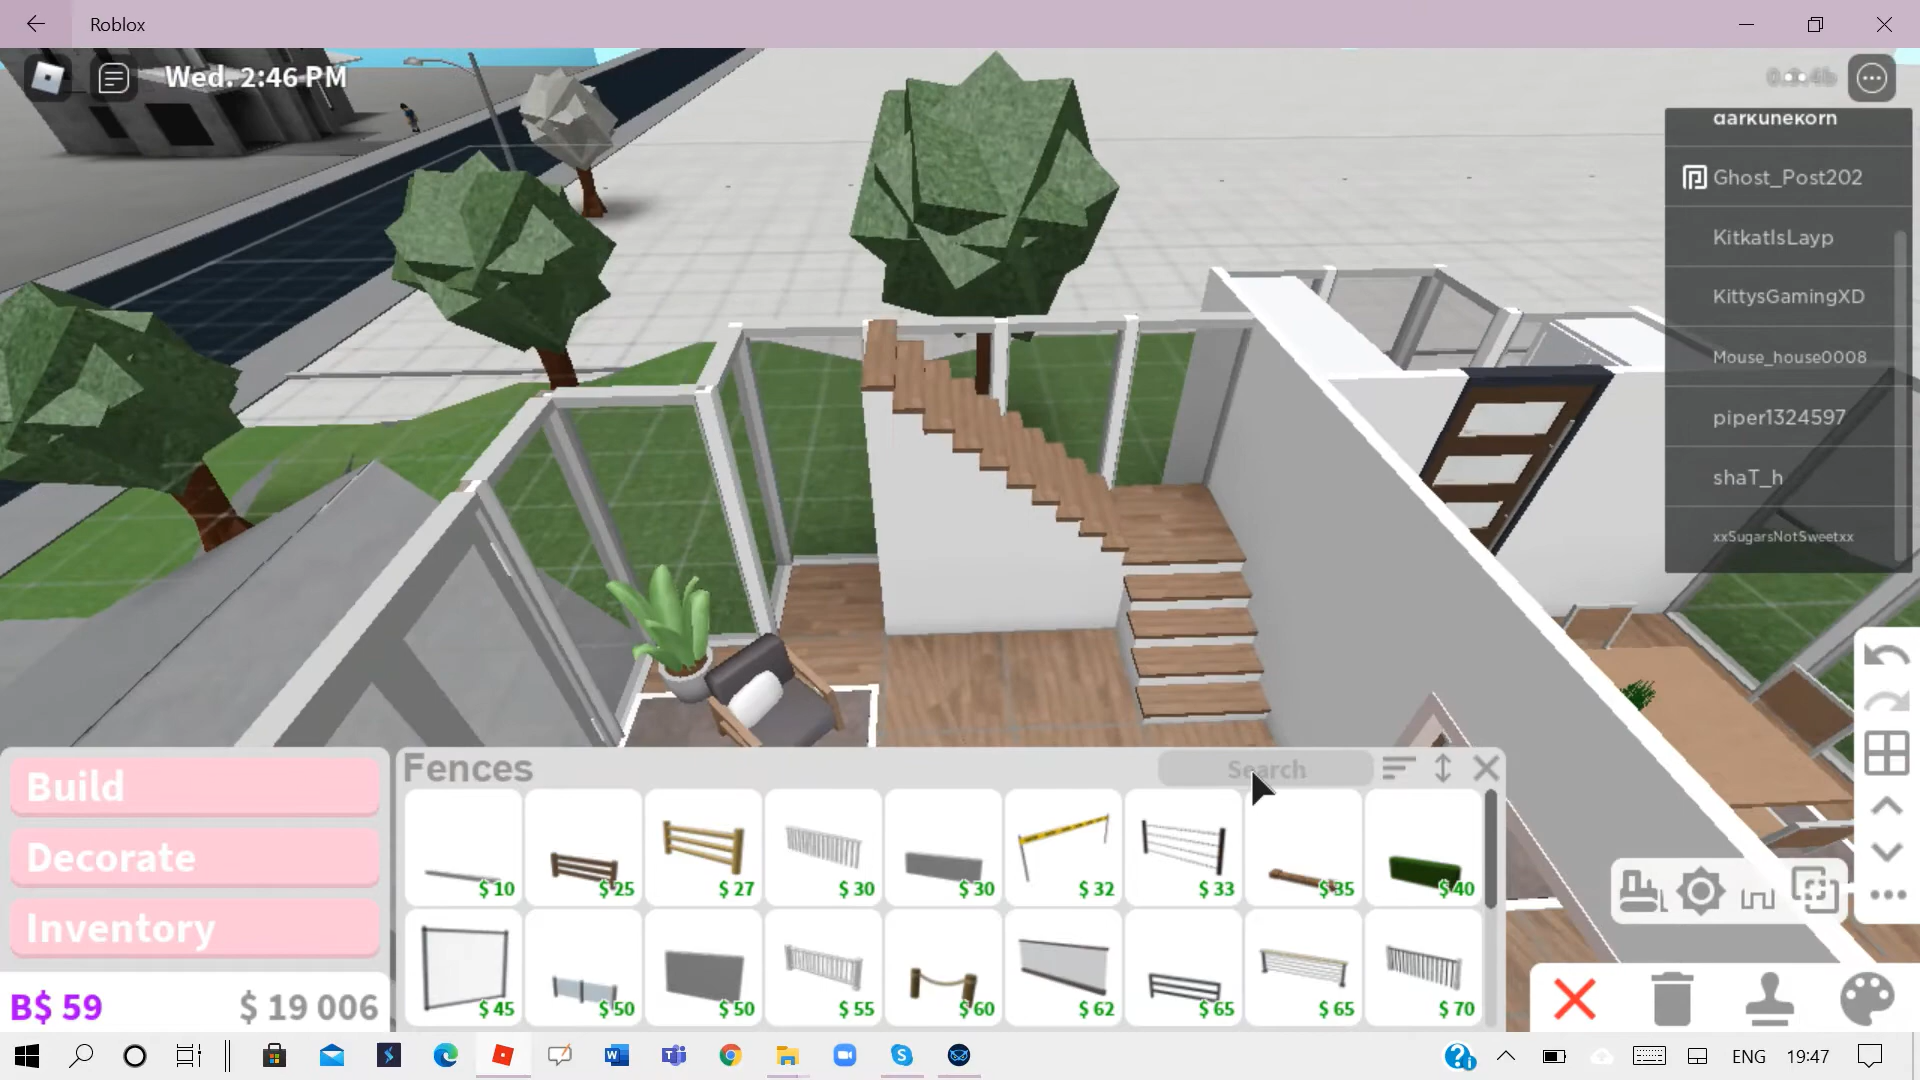 Roblox
Wed. 2:46 PM
darkunekorn
Ghost_Post202
KitkatIsLayp
KittysGamingXD
Mouse_house0008
piper1324597
shaT_h
xxSugarsNotSweetxx
Build
Decorate
Inventory
B$ 59
$ 19 006
Fences
Search
$ 10
$ 25
$ 27
$ 30
$ 30
$ 32
$ 33
$ 35
$ 40
$ 45
$ 50
$ 50
$ 55
$ 60
$ 62
$ 65
$ 65
$ 70
ENG
19:47